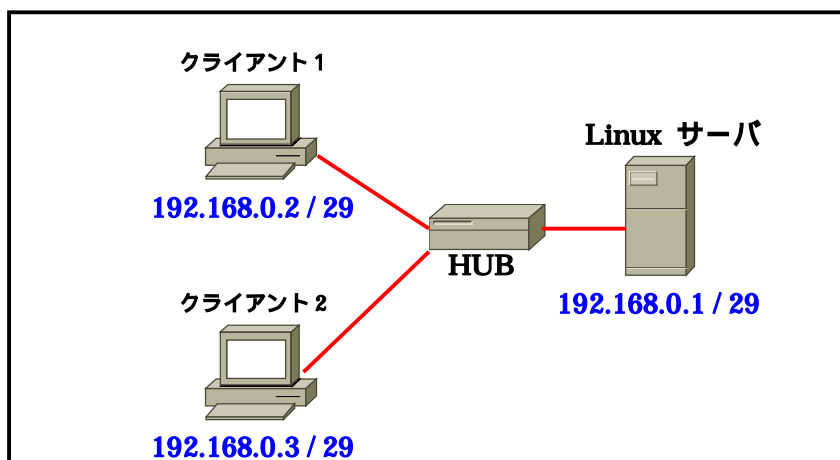 クライアント 1
192.168.0.2 / 29
Linux サーバ
HUB
192.168.0.1 / 29
クライアント 2
192.168.0.3 / 29